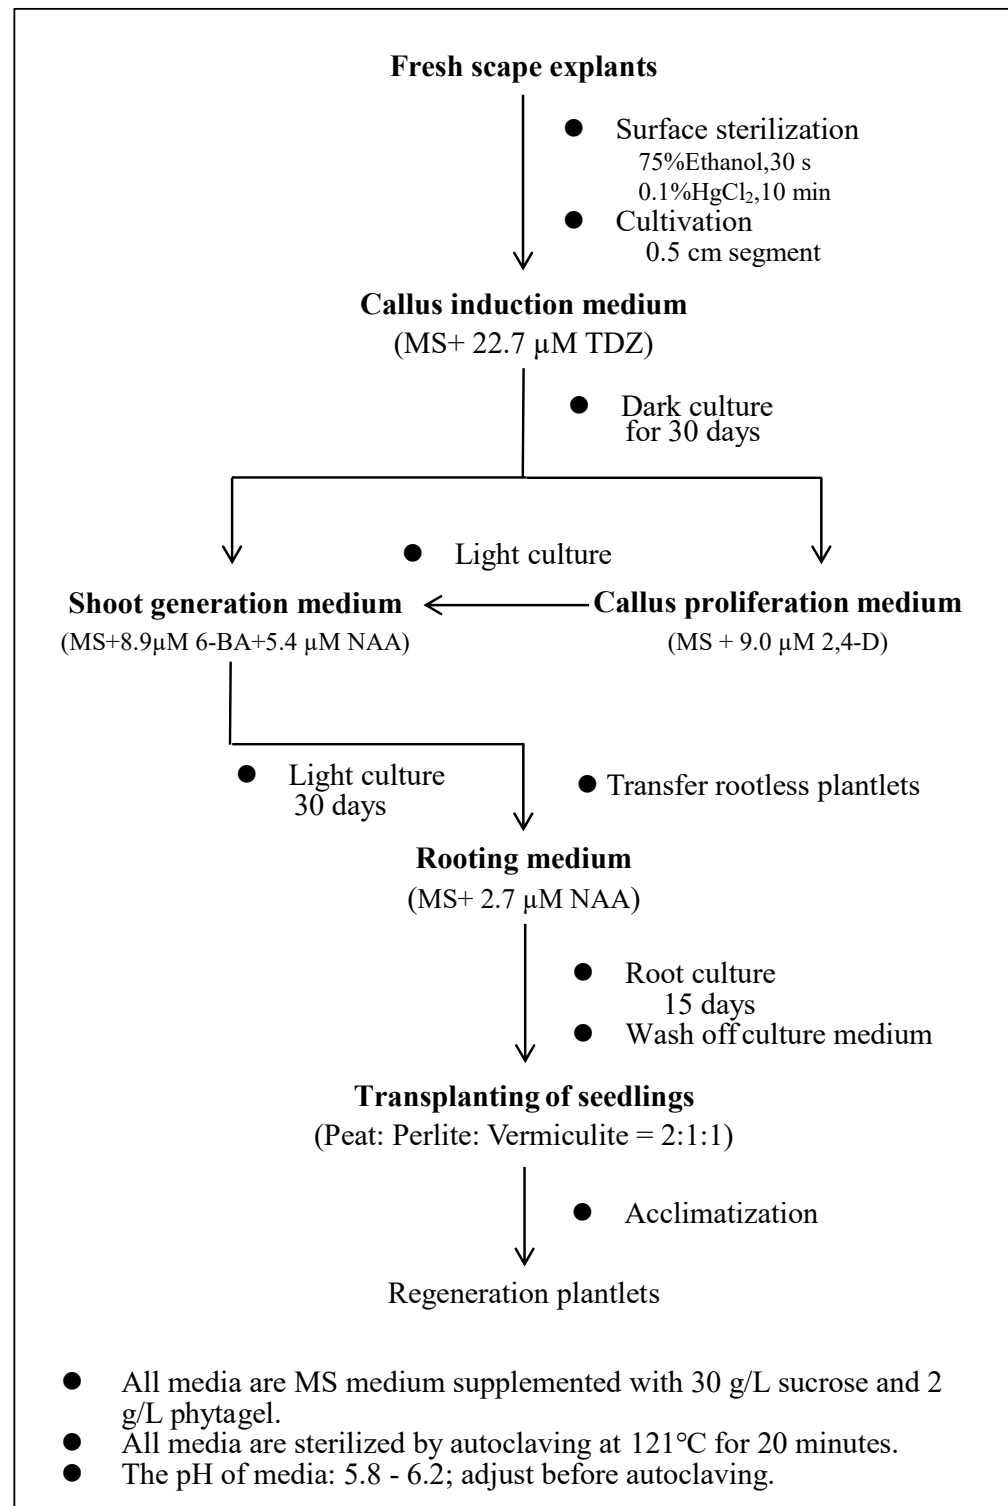 Fresh scape explants
● Surface sterilization
75%Ethanol,30 s
0.1%HgCl₂,10 min
● Cultivation
0.5 cm segment
Callus induction medium
(MS+ 22.7 µM TDZ)
● Dark culture
for 30 days
● Light culture
Shoot generation medium
(MS+8.9µM 6-BA+5.4 µM NAA)
Callus proliferation medium
(MS + 9.0 µM 2,4-D)
● Light culture
30 days
● Transfer rootless plantlets
Rooting medium
(MS+ 2.7 µM NAA)
● Root culture
15 days
● Wash off culture medium
Transplanting of seedlings
(Peat: Perlite: Vermiculite = 2:1:1)
● Acclimatization
Regeneration plantlets
● All media are MS medium supplemented with 30 g/L sucrose and 2
g/L phytagel.
● All media are sterilized by autoclaving at 121℃ for 20 minutes.
● The pH of media: 5.8 - 6.2; adjust before autoclaving.